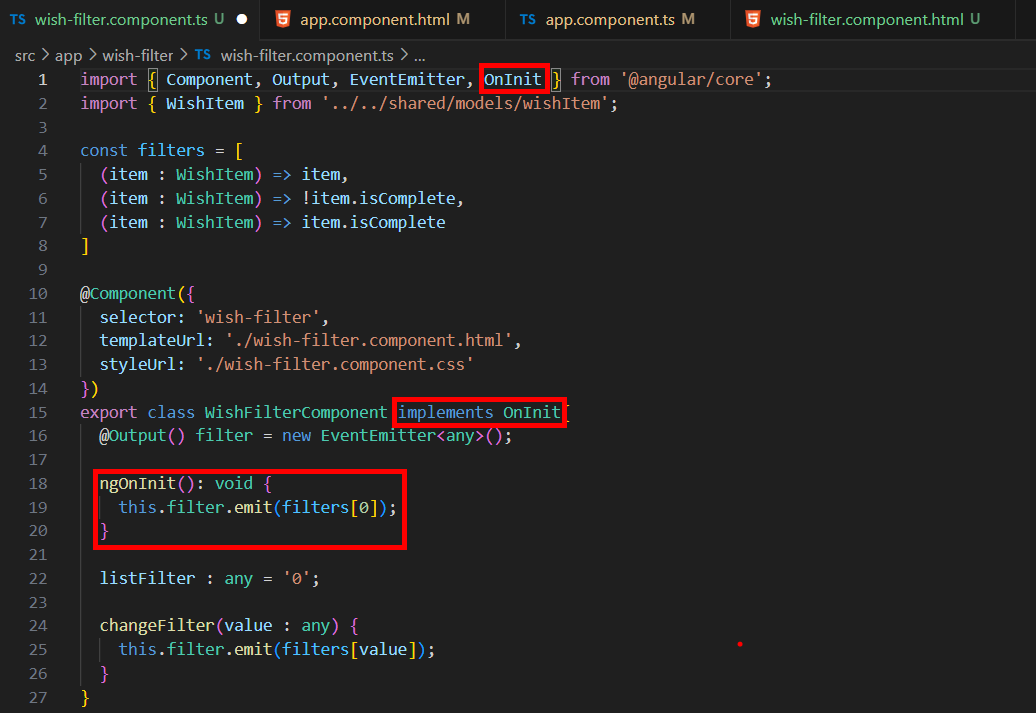 TS wish-filter.component.ts U ● app.component.html M TS app.component.ts M wish-filter.component.html U
src > app > wish-filter > TS wish-filter.component.ts > ...
1 import { Component, Output, EventEmitter, OnInit } from '@angular/core';
2 import { WishItem } from '../../shared/models/wishItem';
3
4 const filters = [
5   (item : WishItem) => item,
6   (item : WishItem) => !item.isComplete,
7   (item : WishItem) => item.isComplete
8 ]
9
10 @Component({
11   selector: 'wish-filter',
12   templateUrl: './wish-filter.component.html',
13   styleUrl: './wish-filter.component.css'
14 })
15 export class WishFilterComponent implements OnInit{
16   @Output() filter = new EventEmitter<any>();
17
18   ngOnInit(): void {
19     this.filter.emit(filters[0]);
20   }
21
22   listFilter : any = '0';
23
24   changeFilter(value : any) {
25     this.filter.emit(filters[value]);
26   }
27 }